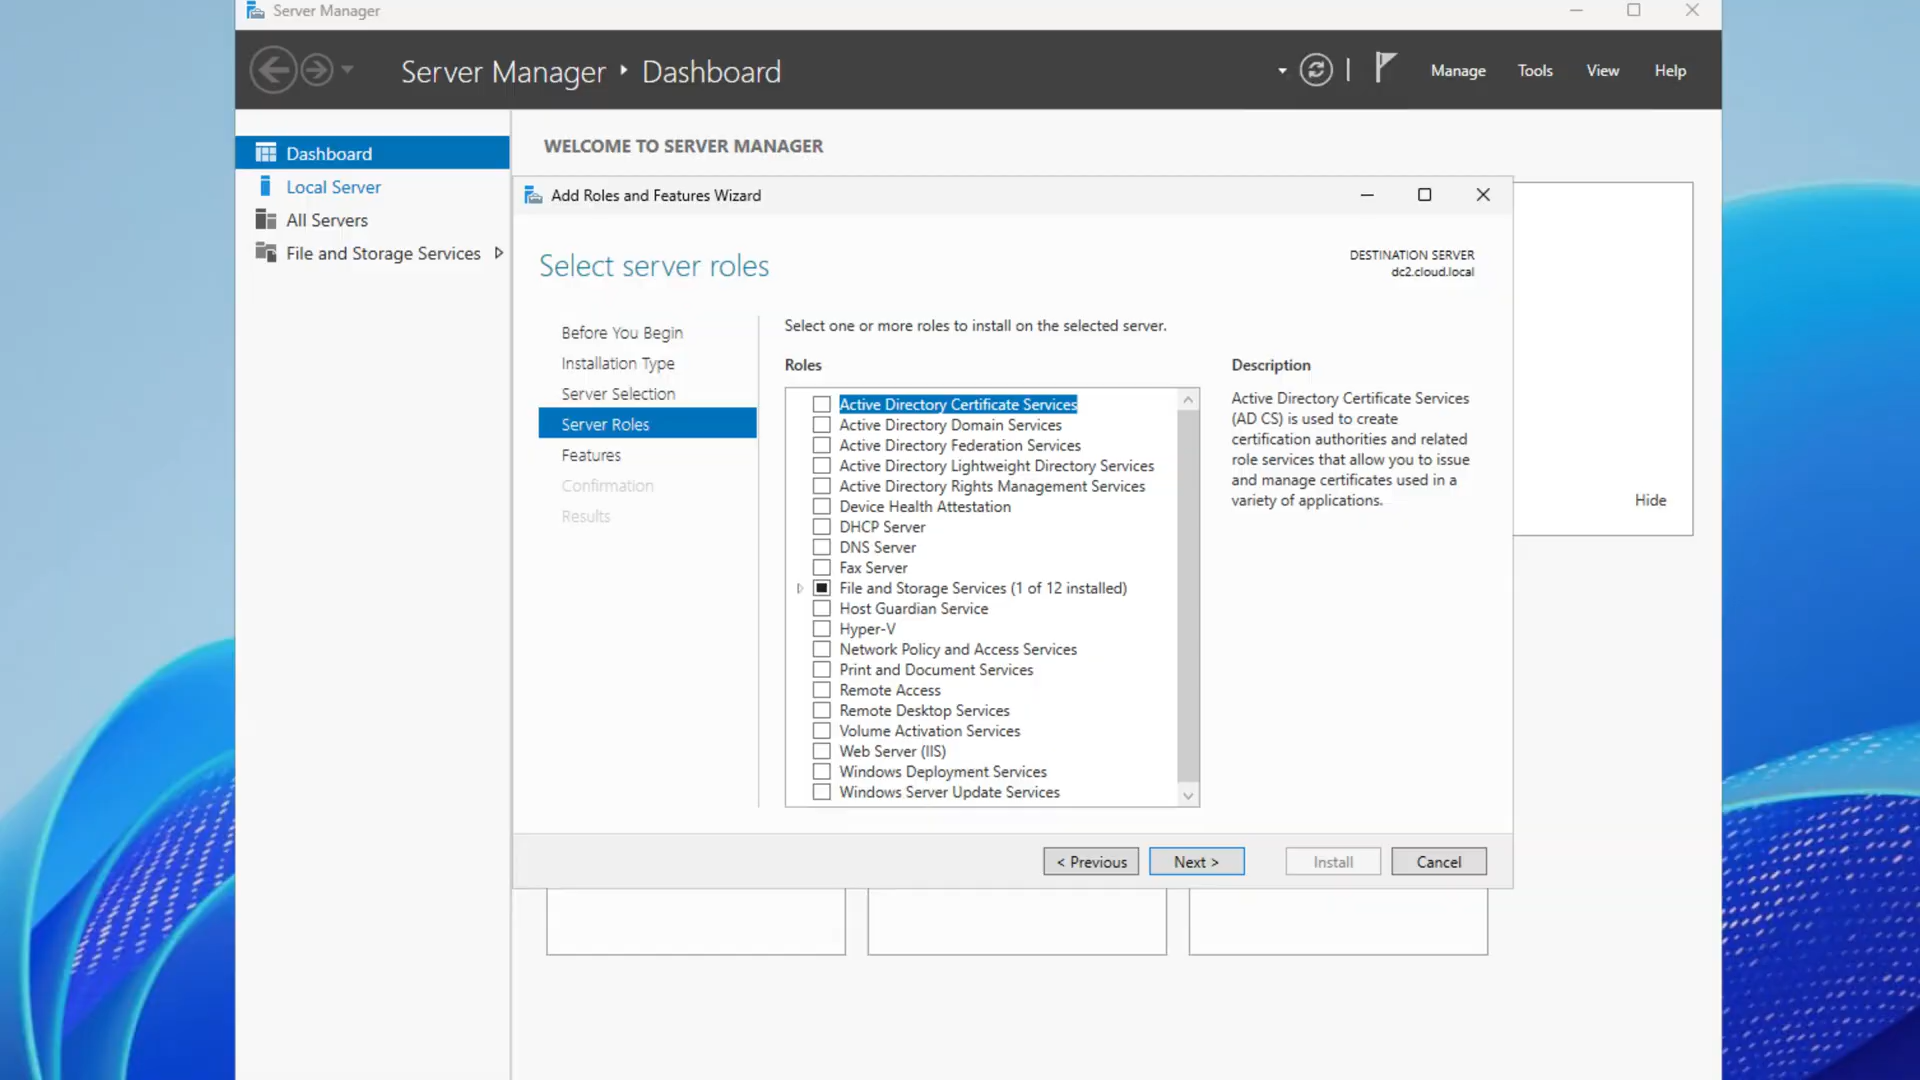 Server Manager
Server Manager ‣ Dashboard
Manage
Tools
View
Help
Dashboard
Local Server
All Servers
File and Storage Services
WELCOME TO SERVER MANAGER
Add Roles and Features Wizard
Select server roles
DESTINATION SERVER
dc2.cloud.local
Before You Begin
Installation Type
Server Selection
Server Roles
Features
Confirmation
Results
Select one or more roles to install on the selected server.
Roles
Active Directory Certificate Services
Active Directory Domain Services
Active Directory Federation Services
Active Directory Lightweight Directory Services
Active Directory Rights Management Services
Device Health Attestation
DHCP Server
DNS Server
Fax Server
File and Storage Services (1 of 12 installed)
Host Guardian Service
Hyper-V
Network Policy and Access Services
Print and Document Services
Remote Access
Remote Desktop Services
Volume Activation Services
Web Server (IIS)
Windows Deployment Services
Windows Server Update Services
Description
Active Directory Certificate Services
(AD CS) is used to create
certification authorities and related
role services that allow you to issue
and manage certificates used in a
variety of applications.
Hide
< Previous
Next >
Install
Cancel